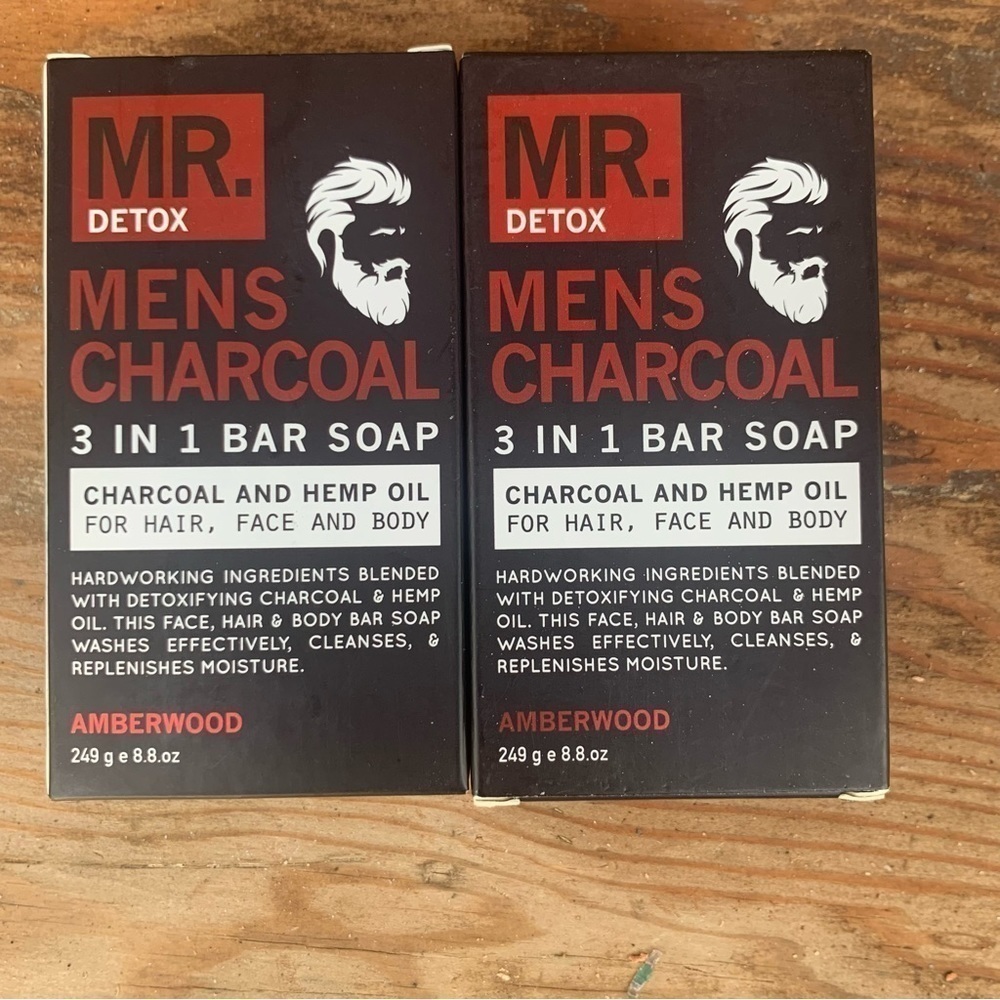 MR.
DETOX
MENS
CHARCOAL
3 IN 1 BAR SOAP
CHARCOAL AND HEMP OIL
FOR HAIR, FACE AND BODY
HARDWORKING INGREDIENTS BLENDED
WITH DETOXIFYING CHARCOAL & HEMP
OIL. THIS FACE, HAIR & BODY BAR SOAP
WASHES EFFECTIVELY, CLEANSES, &
REPLENISHES MOISTURE.
AMBERWOOD
249 g e 8.8.oz
MR.
DETOX
MENS
CHARCOAL
3 IN 1 BAR SOAP
CHARCOAL AND HEMP OIL
FOR HAIR, FACE AND BODY
HARDWORKING INGREDIENTS BLENDED
WITH DETOXIFYING CHARCOAL & HEMP
OIL. THIS FACE, HAIR & BODY BAR SOAP
WASHES EFFECTIVELY, CLEANSES, &
REPLENISHES MOISTURE.
AMBERWOOD
249 g e 8.8.oz